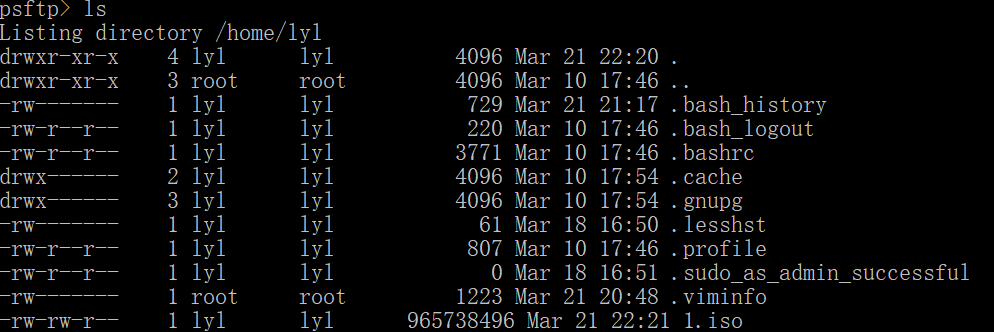 psftp> ls
Listing directory /home/lyl
drwxr-xr-x    4 lyl      lyl          4096 Mar 21 22:20 .
drwxr-xr-x    3 root     root         4096 Mar 10 17:46 ..
-rw-------    1 lyl      lyl           729 Mar 21 21:17 .bash_history
-rw-r--r--    1 lyl      lyl           220 Mar 10 17:46 .bash_logout
-rw-r--r--    1 lyl      lyl          3771 Mar 10 17:46 .bashrc
drwx------    2 lyl      lyl          4096 Mar 10 17:54 .cache
drwx------    3 lyl      lyl          4096 Mar 10 17:54 .gnupg
-rw-------    1 lyl      lyl            61 Mar 18 16:50 .lesshst
-rw-r--r--    1 lyl      lyl           807 Mar 10 17:46 .profile
-rw-r--r--    1 lyl      lyl             0 Mar 18 16:51 .sudo_as_admin_successful
-rw-------    1 root     root         1223 Mar 21 20:48 .viminfo
-rw-rw-r--    1 lyl      lyl      965738496 Mar 21 22:21 1.iso